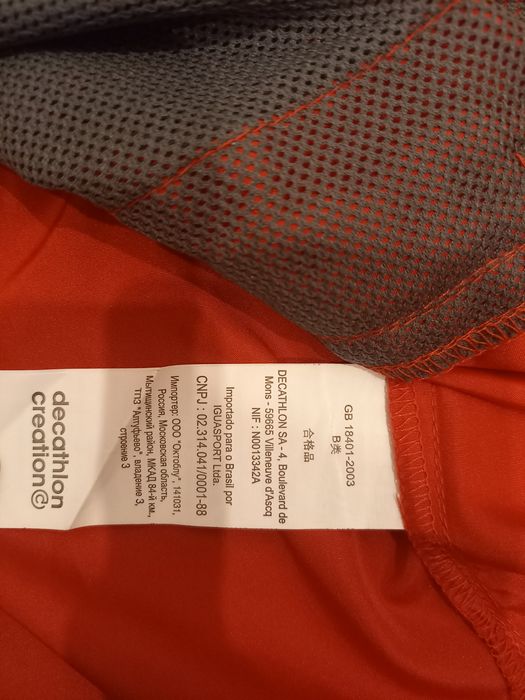 GB 18401-2003
B类
合格品
DECATHLON SA - 4, Boulevard de
Mons - 59665 Villeneuve d'Ascq
NIF : N0013342A
Importado para o Brasil por
IGUASPORT Ltda.
CNPJ : 02.314.041/0001-88
Импортер: ООО "Октоблу", 141031,
Россия, Московская область,
Мытищинский район, МКАД 84-й км.,
ТПЗ "Алтуфьево", владение 3,
строение 3
decathlon
creation